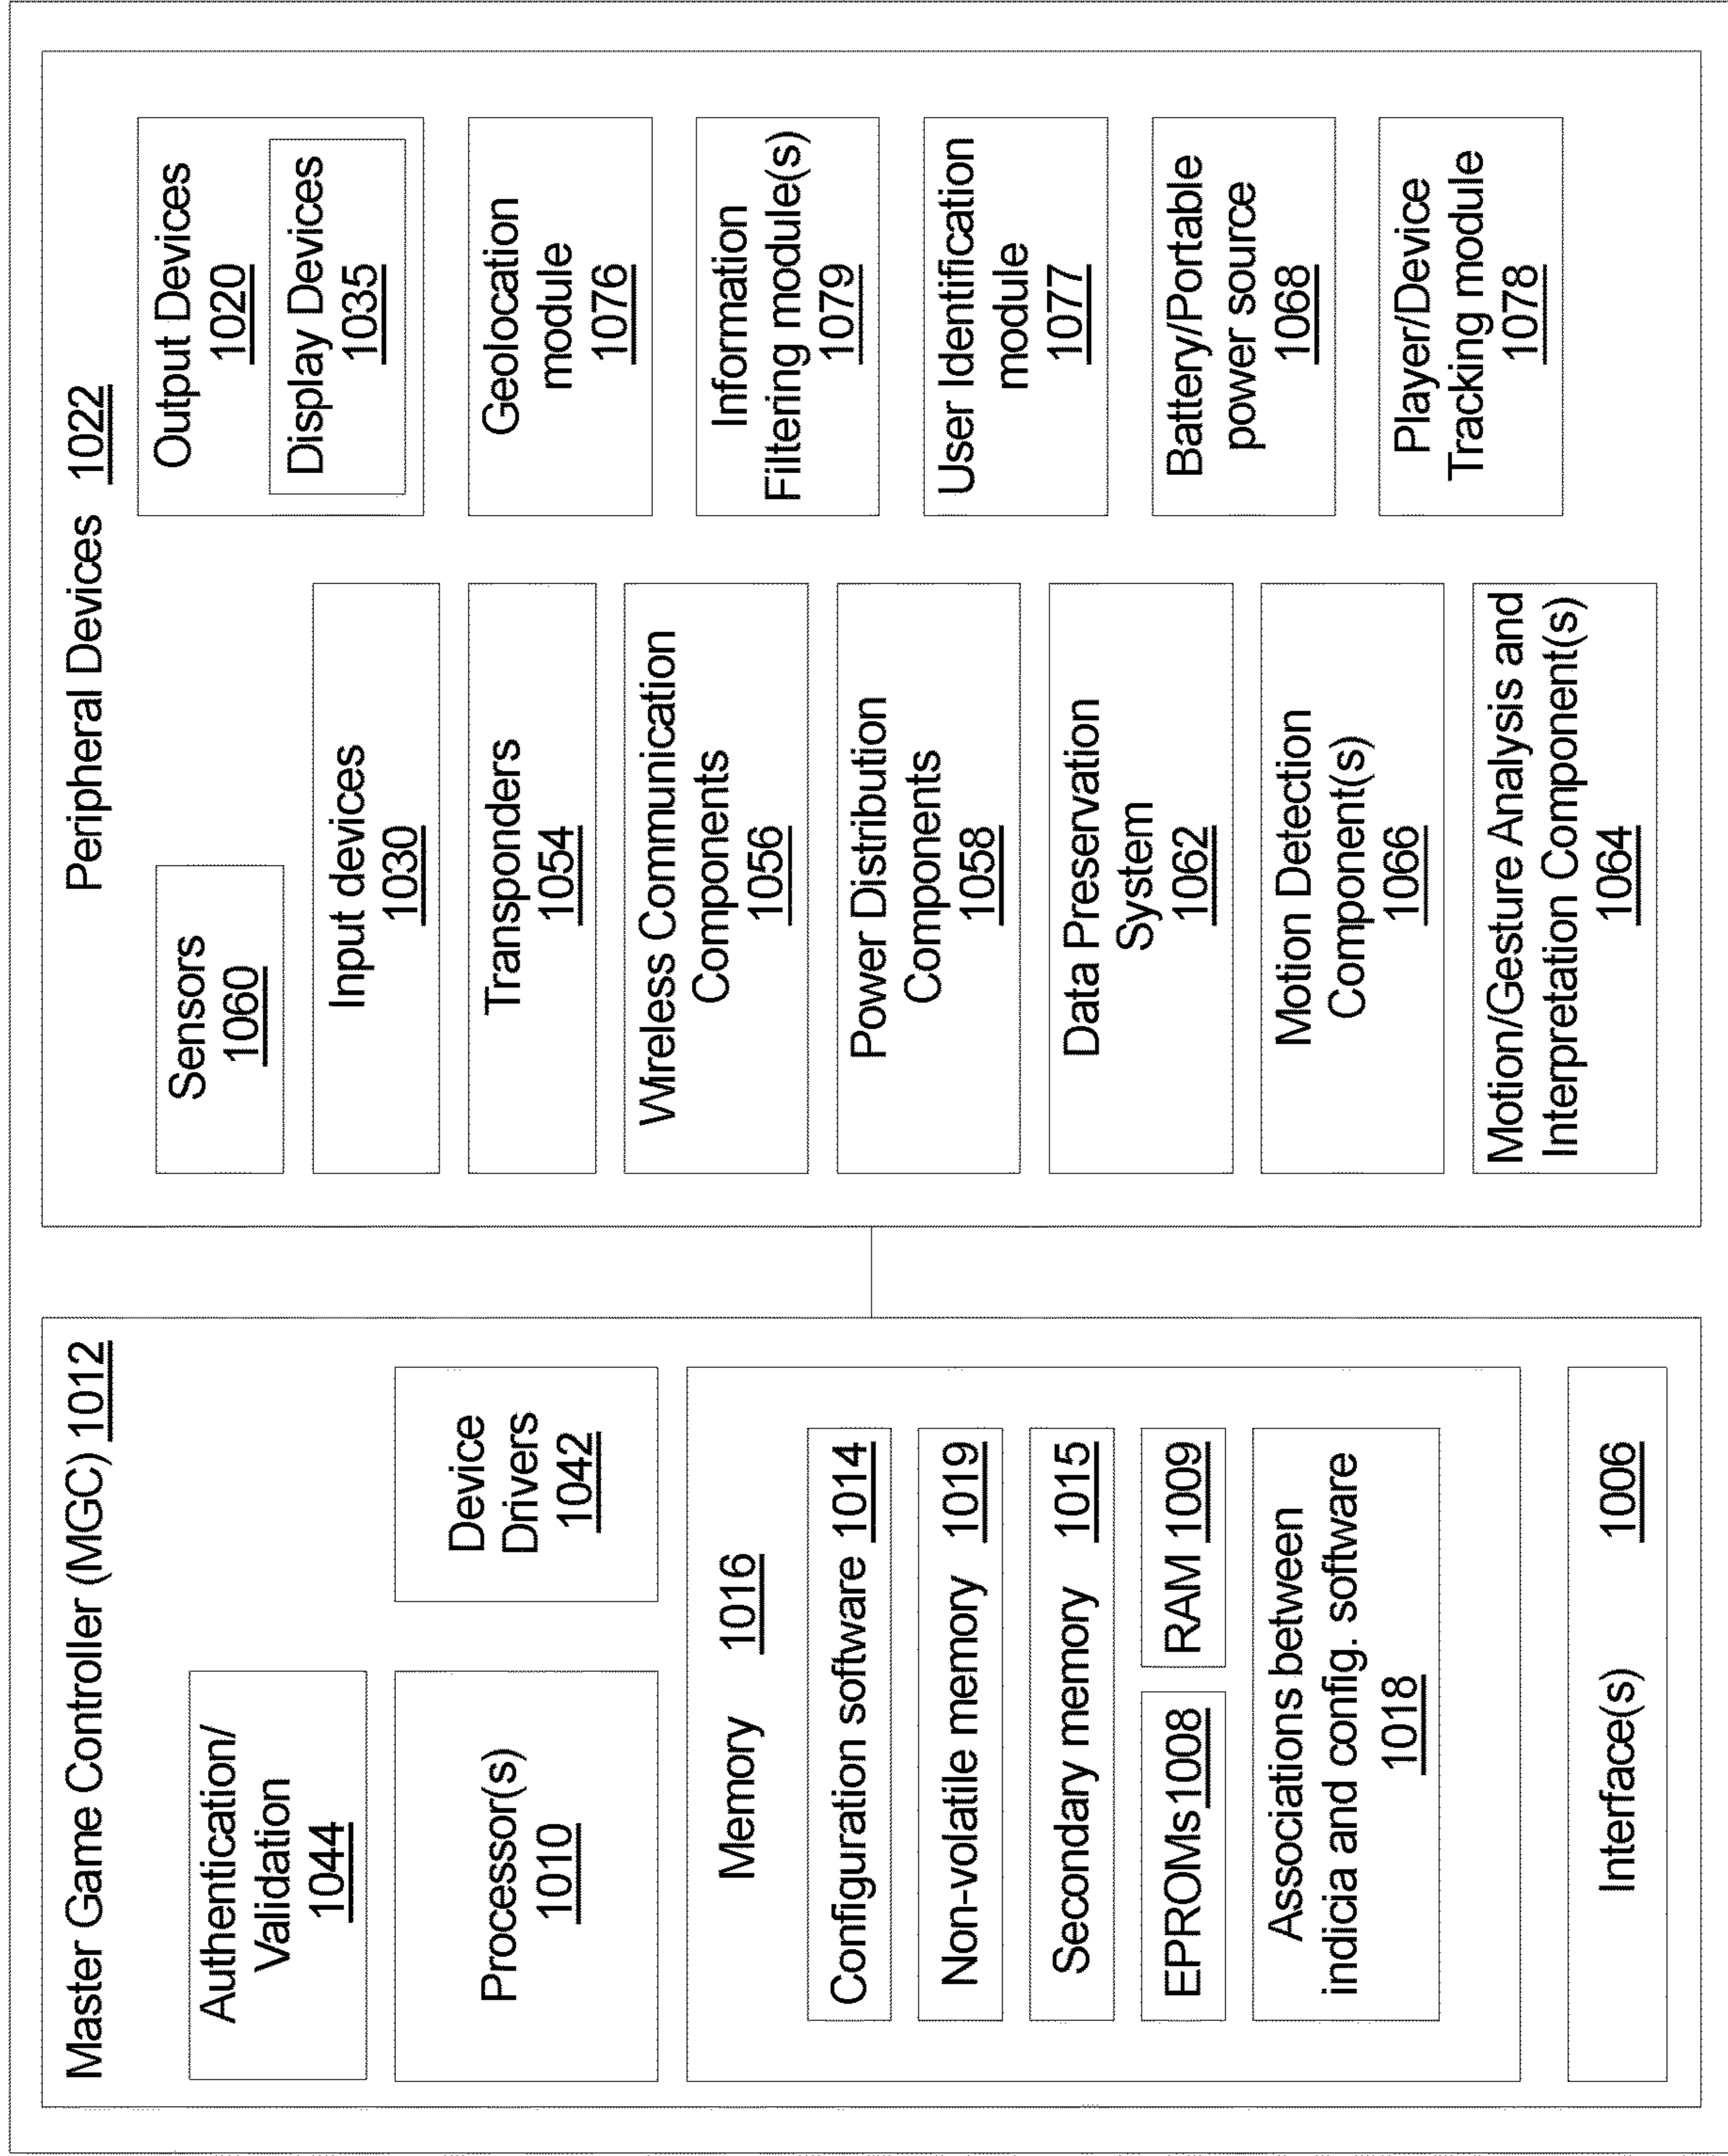 Master Game Controller (MGC) 1012
Authentication/
Validation
1044
Processor(s)
1010
Device
Drivers
1042
Memory 1016
Configuration software 1014
Non-volatile memory 1019
Secondary memory 1015
EPROMs1008
RAM 1009
Associations between
indicia and config. software
1018
Interface(s) 1006
Peripheral Devices 1022
Sensors
1060
Input devices
1030
Transponders
1054
Wireless Communication
Components
1056
Power Distribution
Components
1058
Data Preservation
System
1062
Motion Detection
Component(s)
1066
Motion/Gesture Analysis and
Interpretation Component(s)
1064
Output Devices
1020
Display Devices
1035
Geolocation
module
1076
Information
Filtering module(s)
1079
User Identification
module
1077
Battery/Portable
power source
1068
Player/Device
Tracking module
1078